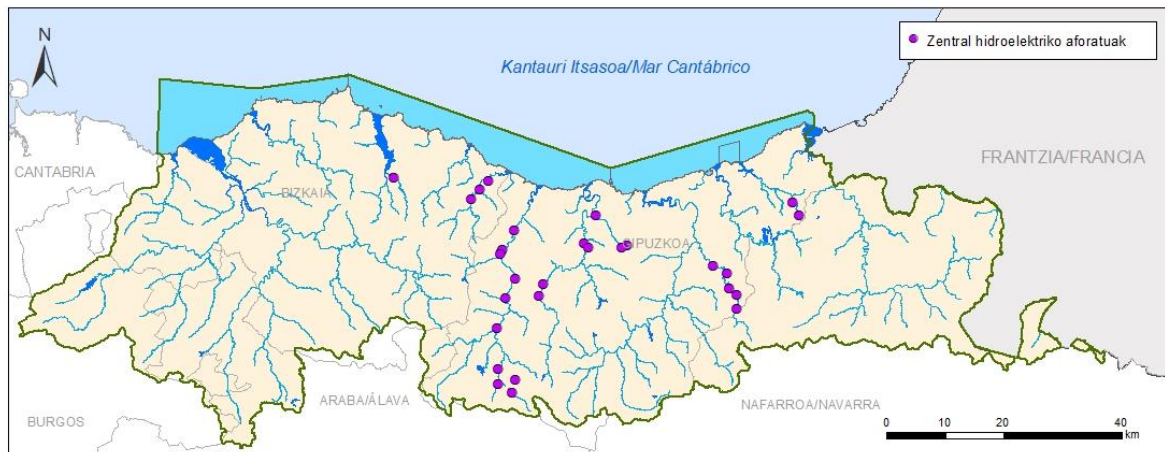 N
Zentral hidroelektriko aforatuak
Kantauri Itsasoa/Mar Cantábrico
CANTABRIA
FRANTZIA/FRANCIA
BIZKAIA
GIPUZKOA
ARABA/ÁLAVA
NAFARROA/NAVARRA
BURGOS
0 10 20 40
km